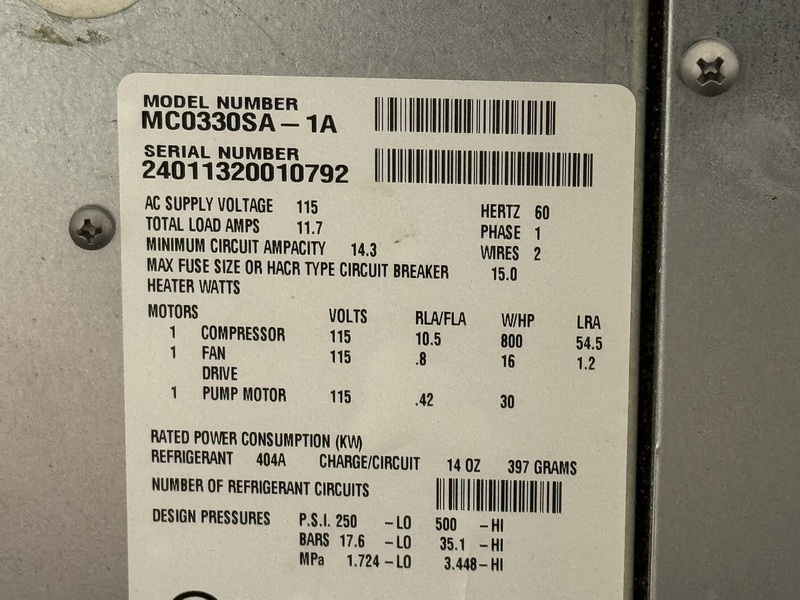 MODEL NUMBER
MC0330SA-1A
SERIAL NUMBER
24011320010792
AC SUPPLY VOLTAGE 115 HERTZ 60
TOTAL LOAD AMPS 11.7 PHASE 1
MINIMUM CIRCUIT AMPACITY 14.3 WIRES 2
MAX FUSE SIZE OR HACR TYPE CIRCUIT BREAKER 15.0
HEATER WATTS
MOTORS VOLTS RLA/FLA W/HP LRA
1 COMPRESSOR 115 10.5 800 54.5
1 FAN 115 .8 16 1.2
DRIVE
1 PUMP MOTOR 115 .42 30
RATED POWER CONSUMPTION (KW)
REFRIGERANT 404A CHARGE/CIRCUIT 14 OZ 397 GRAMS
NUMBER OF REFRIGERANT CIRCUITS
DESIGN PRESSURES P.S.I. 250 -LO 500 -HI
BARS 17.6 -LO 35.1 -HI
MPa 1.724 -LO 3.448 -HI